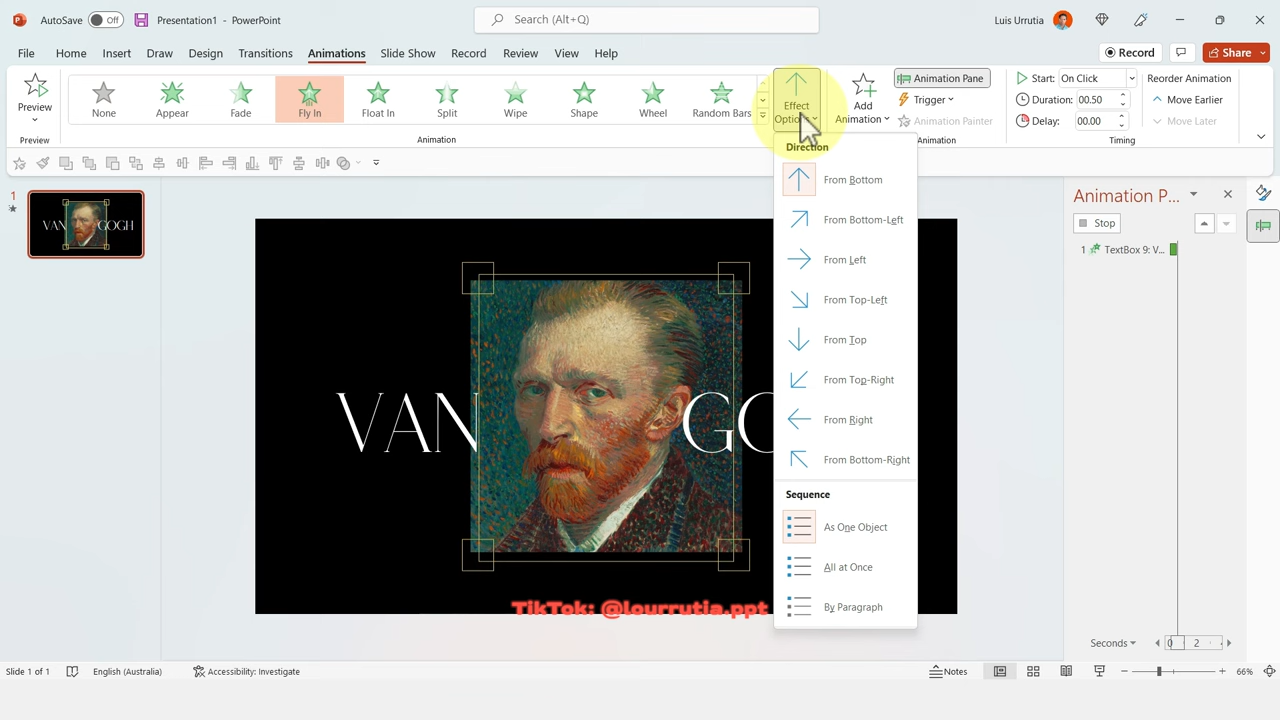 AutoSave Off Presentation1 - PowerPoint Search (Alt+Q) Luis Urrutia
File Home Insert Draw Design Transitions Animations Slide Show Record Review View Help Record Share
Preview
None Appear Fade Fly In Float In Split Wipe Shape Wheel Random Bars
Effect
Options
Add
Animation
Animation Pane
Trigger
Animation Painter
Start: On Click
Duration: 00.50
Delay: 00.00
Reorder Animation
Move Earlier
Move Later
Preview Animation Animation Timing
Direction
From Bottom
From Bottom-Left
From Left
From Top-Left
From Top
From Top-Right
From Right
From Bottom-Right
Sequence
As One Object
All at Once
By Paragraph
1
VAN GOGH
VAN GO
TikTok: @lourrutia.ppt
Animation P...
Stop
1 TextBox 9: V...
Seconds 0 2
Slide 1 of 1 English (Australia) Accessibility: Investigate Notes 66%